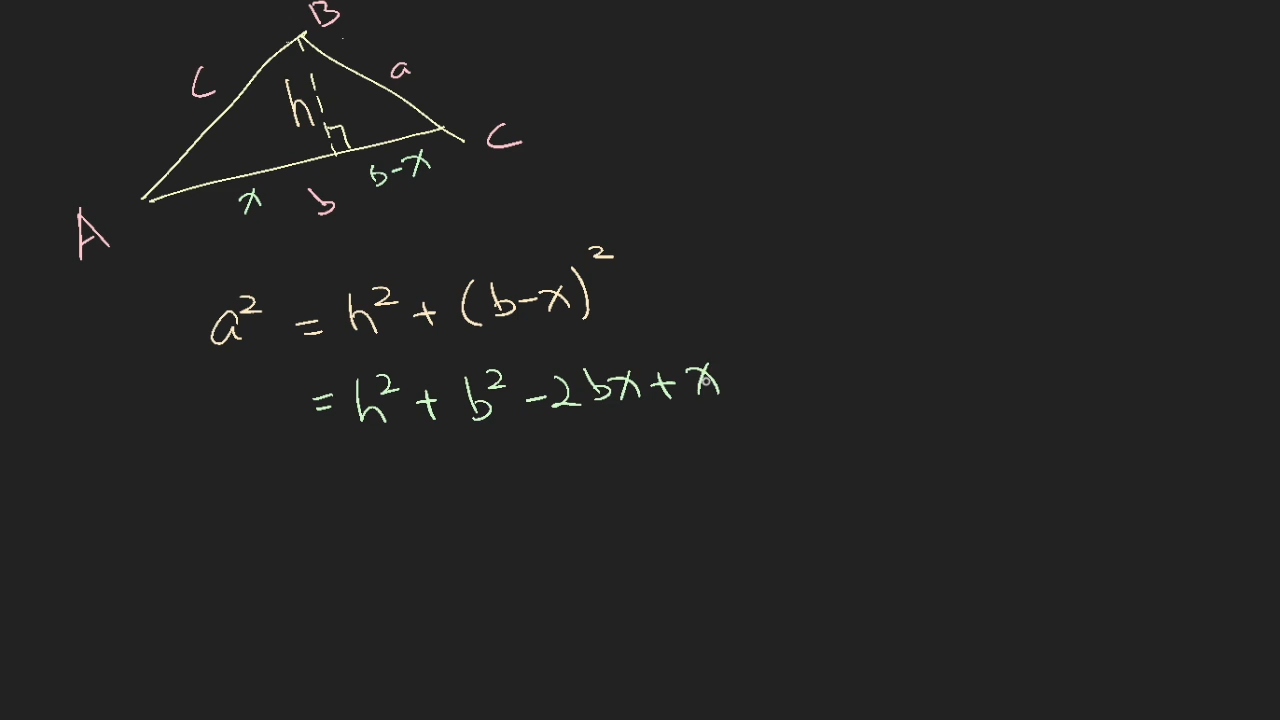 B
c
a
h
C
b-x
x
b
A
a² = h² + (b-x)²
= h² + b² - 2bx + x